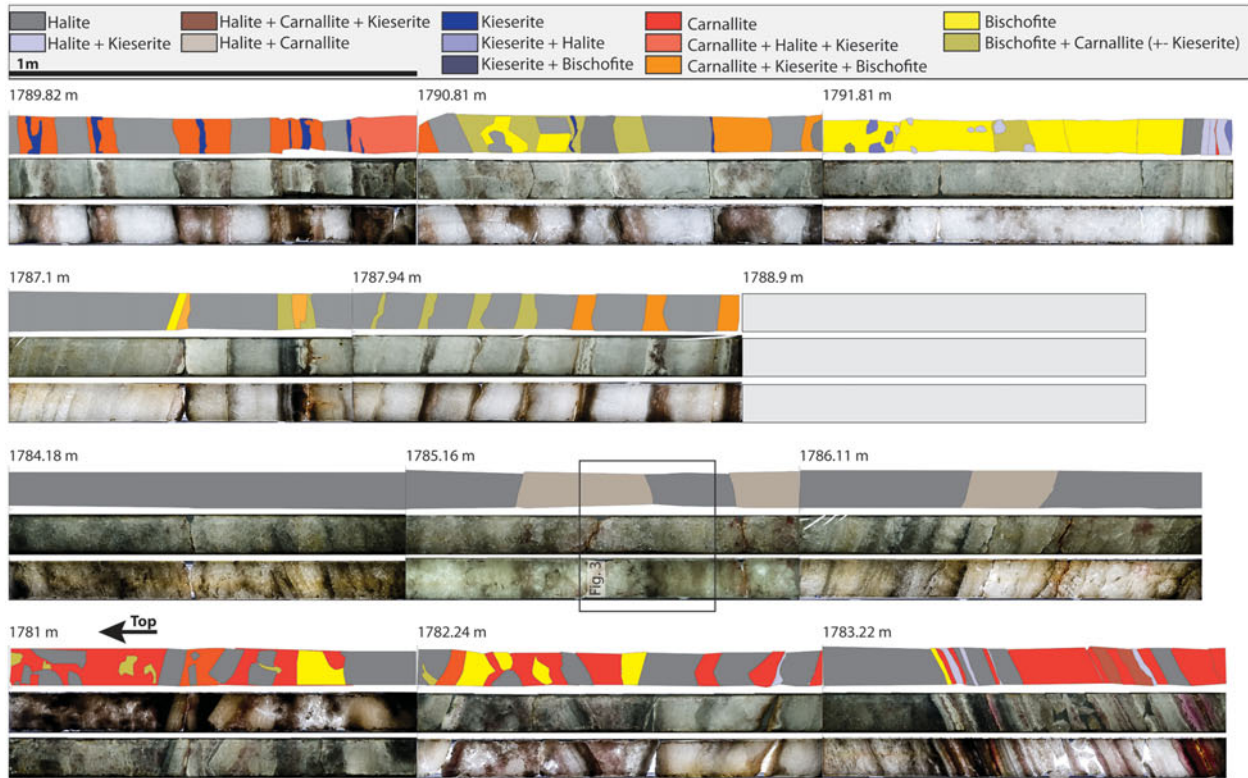 Halite
Halite + Carnallite + Kieserite
Kieserite
Carnallite
Bischofite
Halite + Kieserite
Halite + Carnallite
Kieserite + Halite
Carnallite + Halite + Kieserite
Bischofite + Carnallite (+- Kieserite)
Kieserite + Bischofite
Carnallite + Kieserite + Bischofite
1m
1789.82 m
1790.81 m
1791.81 m
1787.1 m
1787.94 m
1788.9 m
1784.18 m
1785.16 m
1786.11 m
Fig. 3
1781 m
Top
1782.24 m
1783.22 m